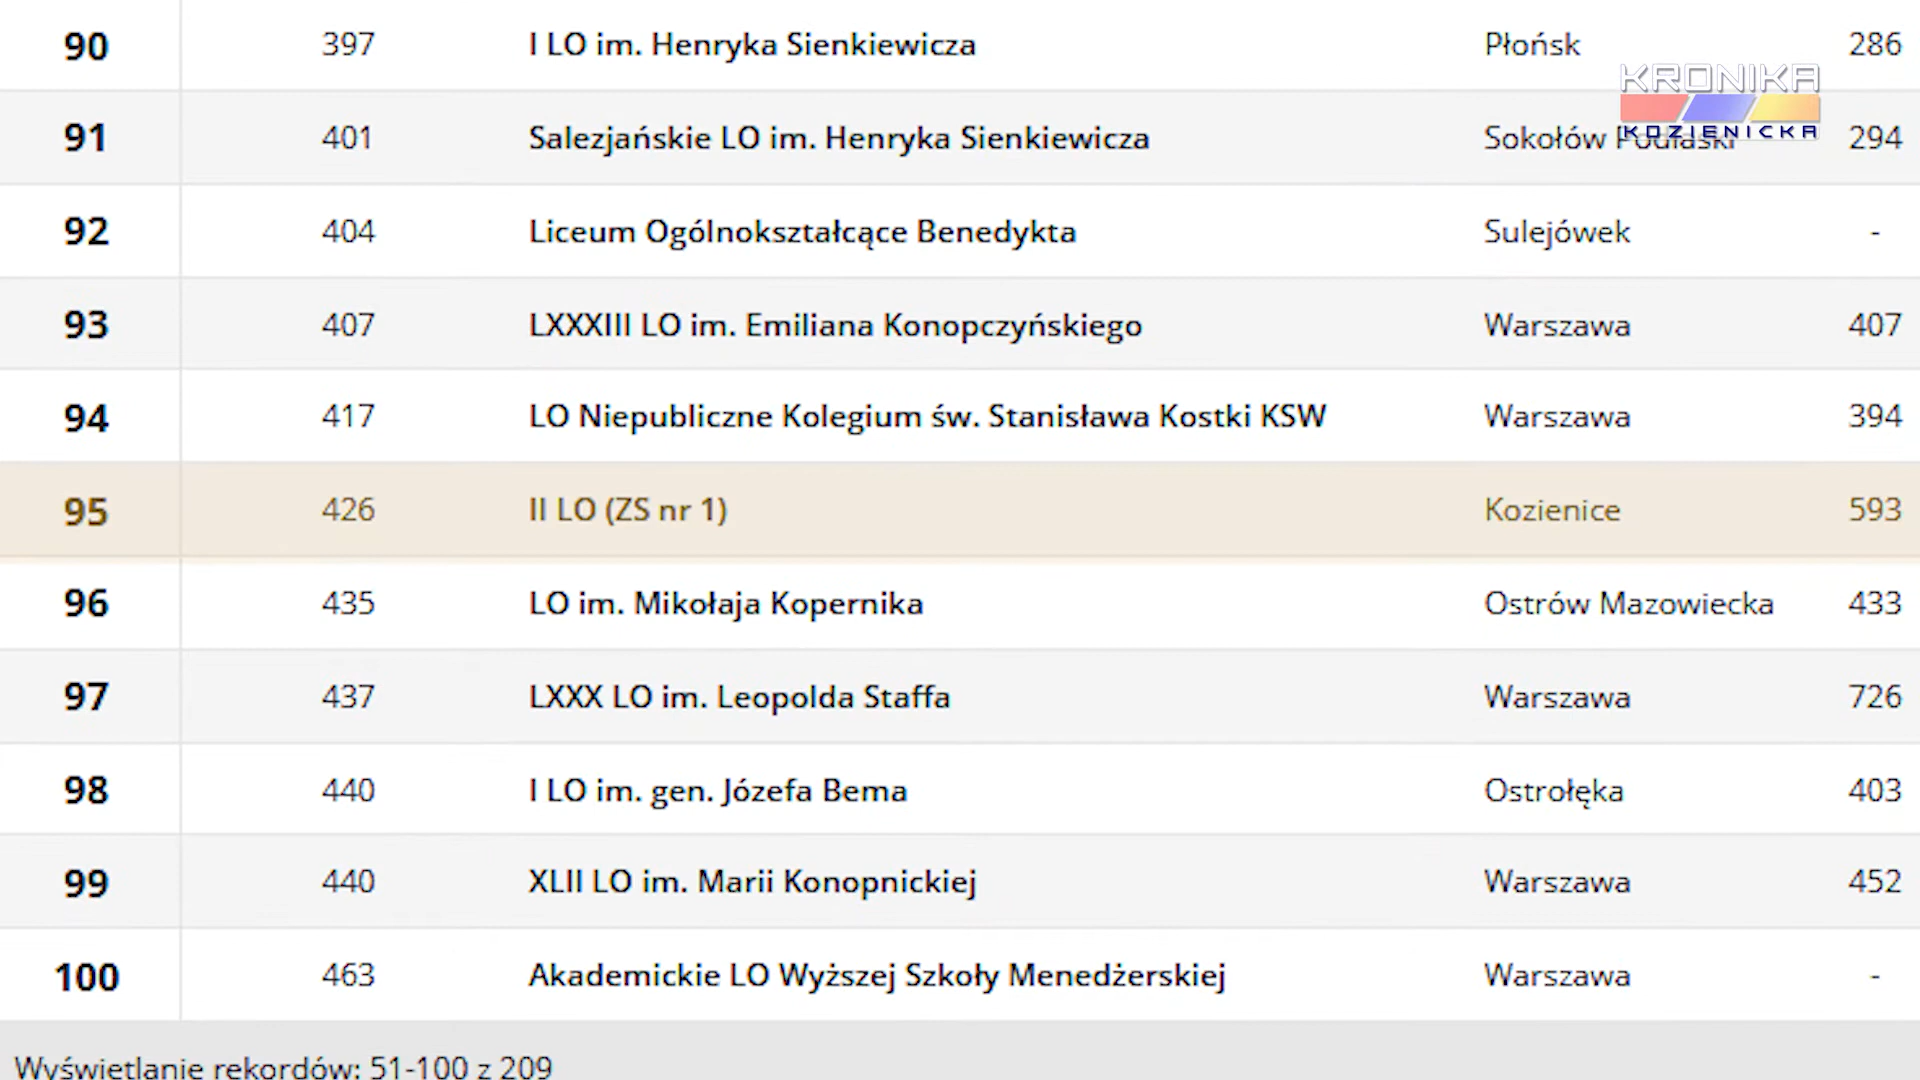 90 397 I LO im. Henryka Sienkiewicza Płońsk 286
KRONIKA
KOZIENICKA
91 401 Salezjańskie LO im. Henryka Sienkiewicza Sokołów Podlaski 294
92 404 Liceum Ogólnokształcące Benedykta Sulejówek -
93 407 LXXXIII LO im. Emiliana Konopczyńskiego Warszawa 407
94 417 LO Niepubliczne Kolegium św. Stanisława Kostki KSW Warszawa 394
95 426 II LO (ZS nr 1) Kozienice 593
96 435 LO im. Mikołaja Kopernika Ostrów Mazowiecka 433
97 437 LXXX LO im. Leopolda Staffa Warszawa 726
98 440 I LO im. gen. Józefa Bema Ostrołęka 403
99 440 XLII LO im. Marii Konopnickiej Warszawa 452
100 463 Akademickie LO Wyższej Szkoły Menedżerskiej Warszawa -
Wyświetlanie rekordów: 51-100 z 209